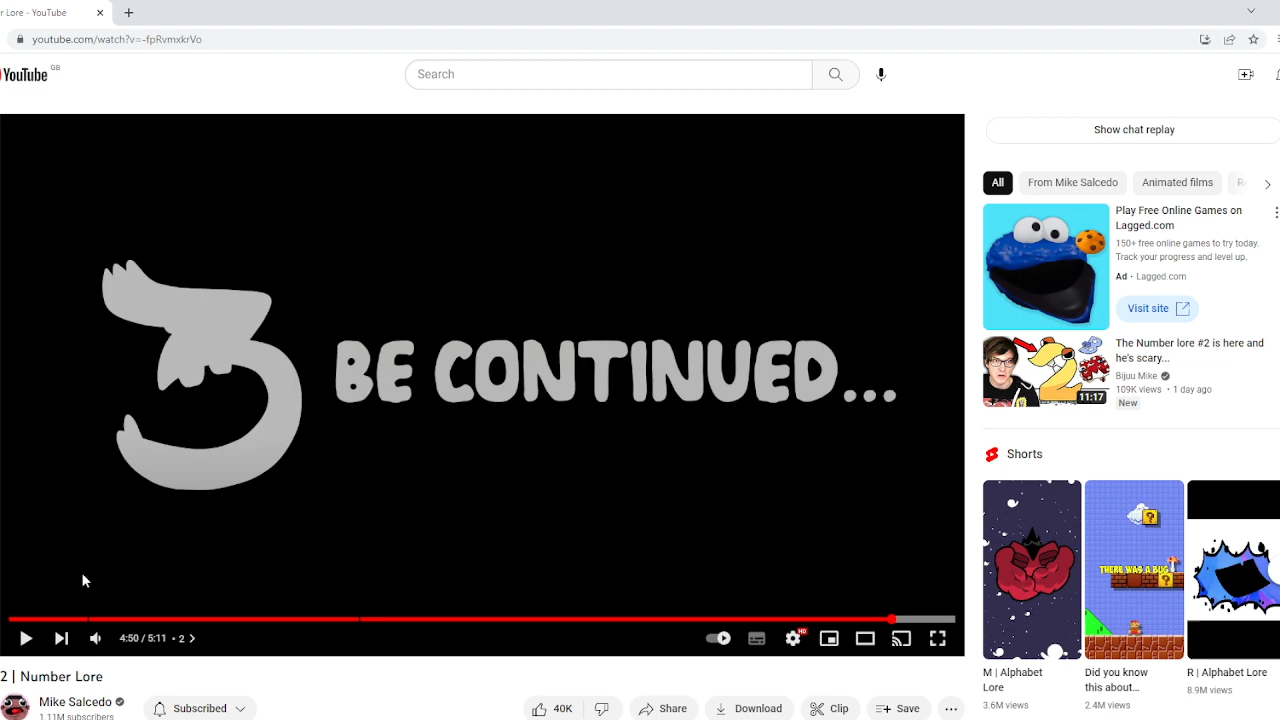 r Lore - YouTube
youtube.com/watch?v=-fpRvmxkrVo
YouTube GB
Search
Show chat replay
All
From Mike Salcedo
Animated films
R
Play Free Online Games on
Lagged.com
150+ free online games to try today.
Track your progress and level up.
Ad · Lagged.com
Visit site
3 BE CONTINUED...
The Number lore #2 is here and
he's scary...
Bijuu Mike
109K views · 1 day ago
New
11:17
Shorts
THERE WAS A BUG
M | Alphabet
Lore
3.6M views
Did you know
this about...
2.4M views
R | Alphabet Lore
8.9M views
4:50 / 5:11 · 2 >
HD
2 | Number Lore
Mike Salcedo
1.11M subscribers
Subscribed
40K
Share
Download
Clip
Save